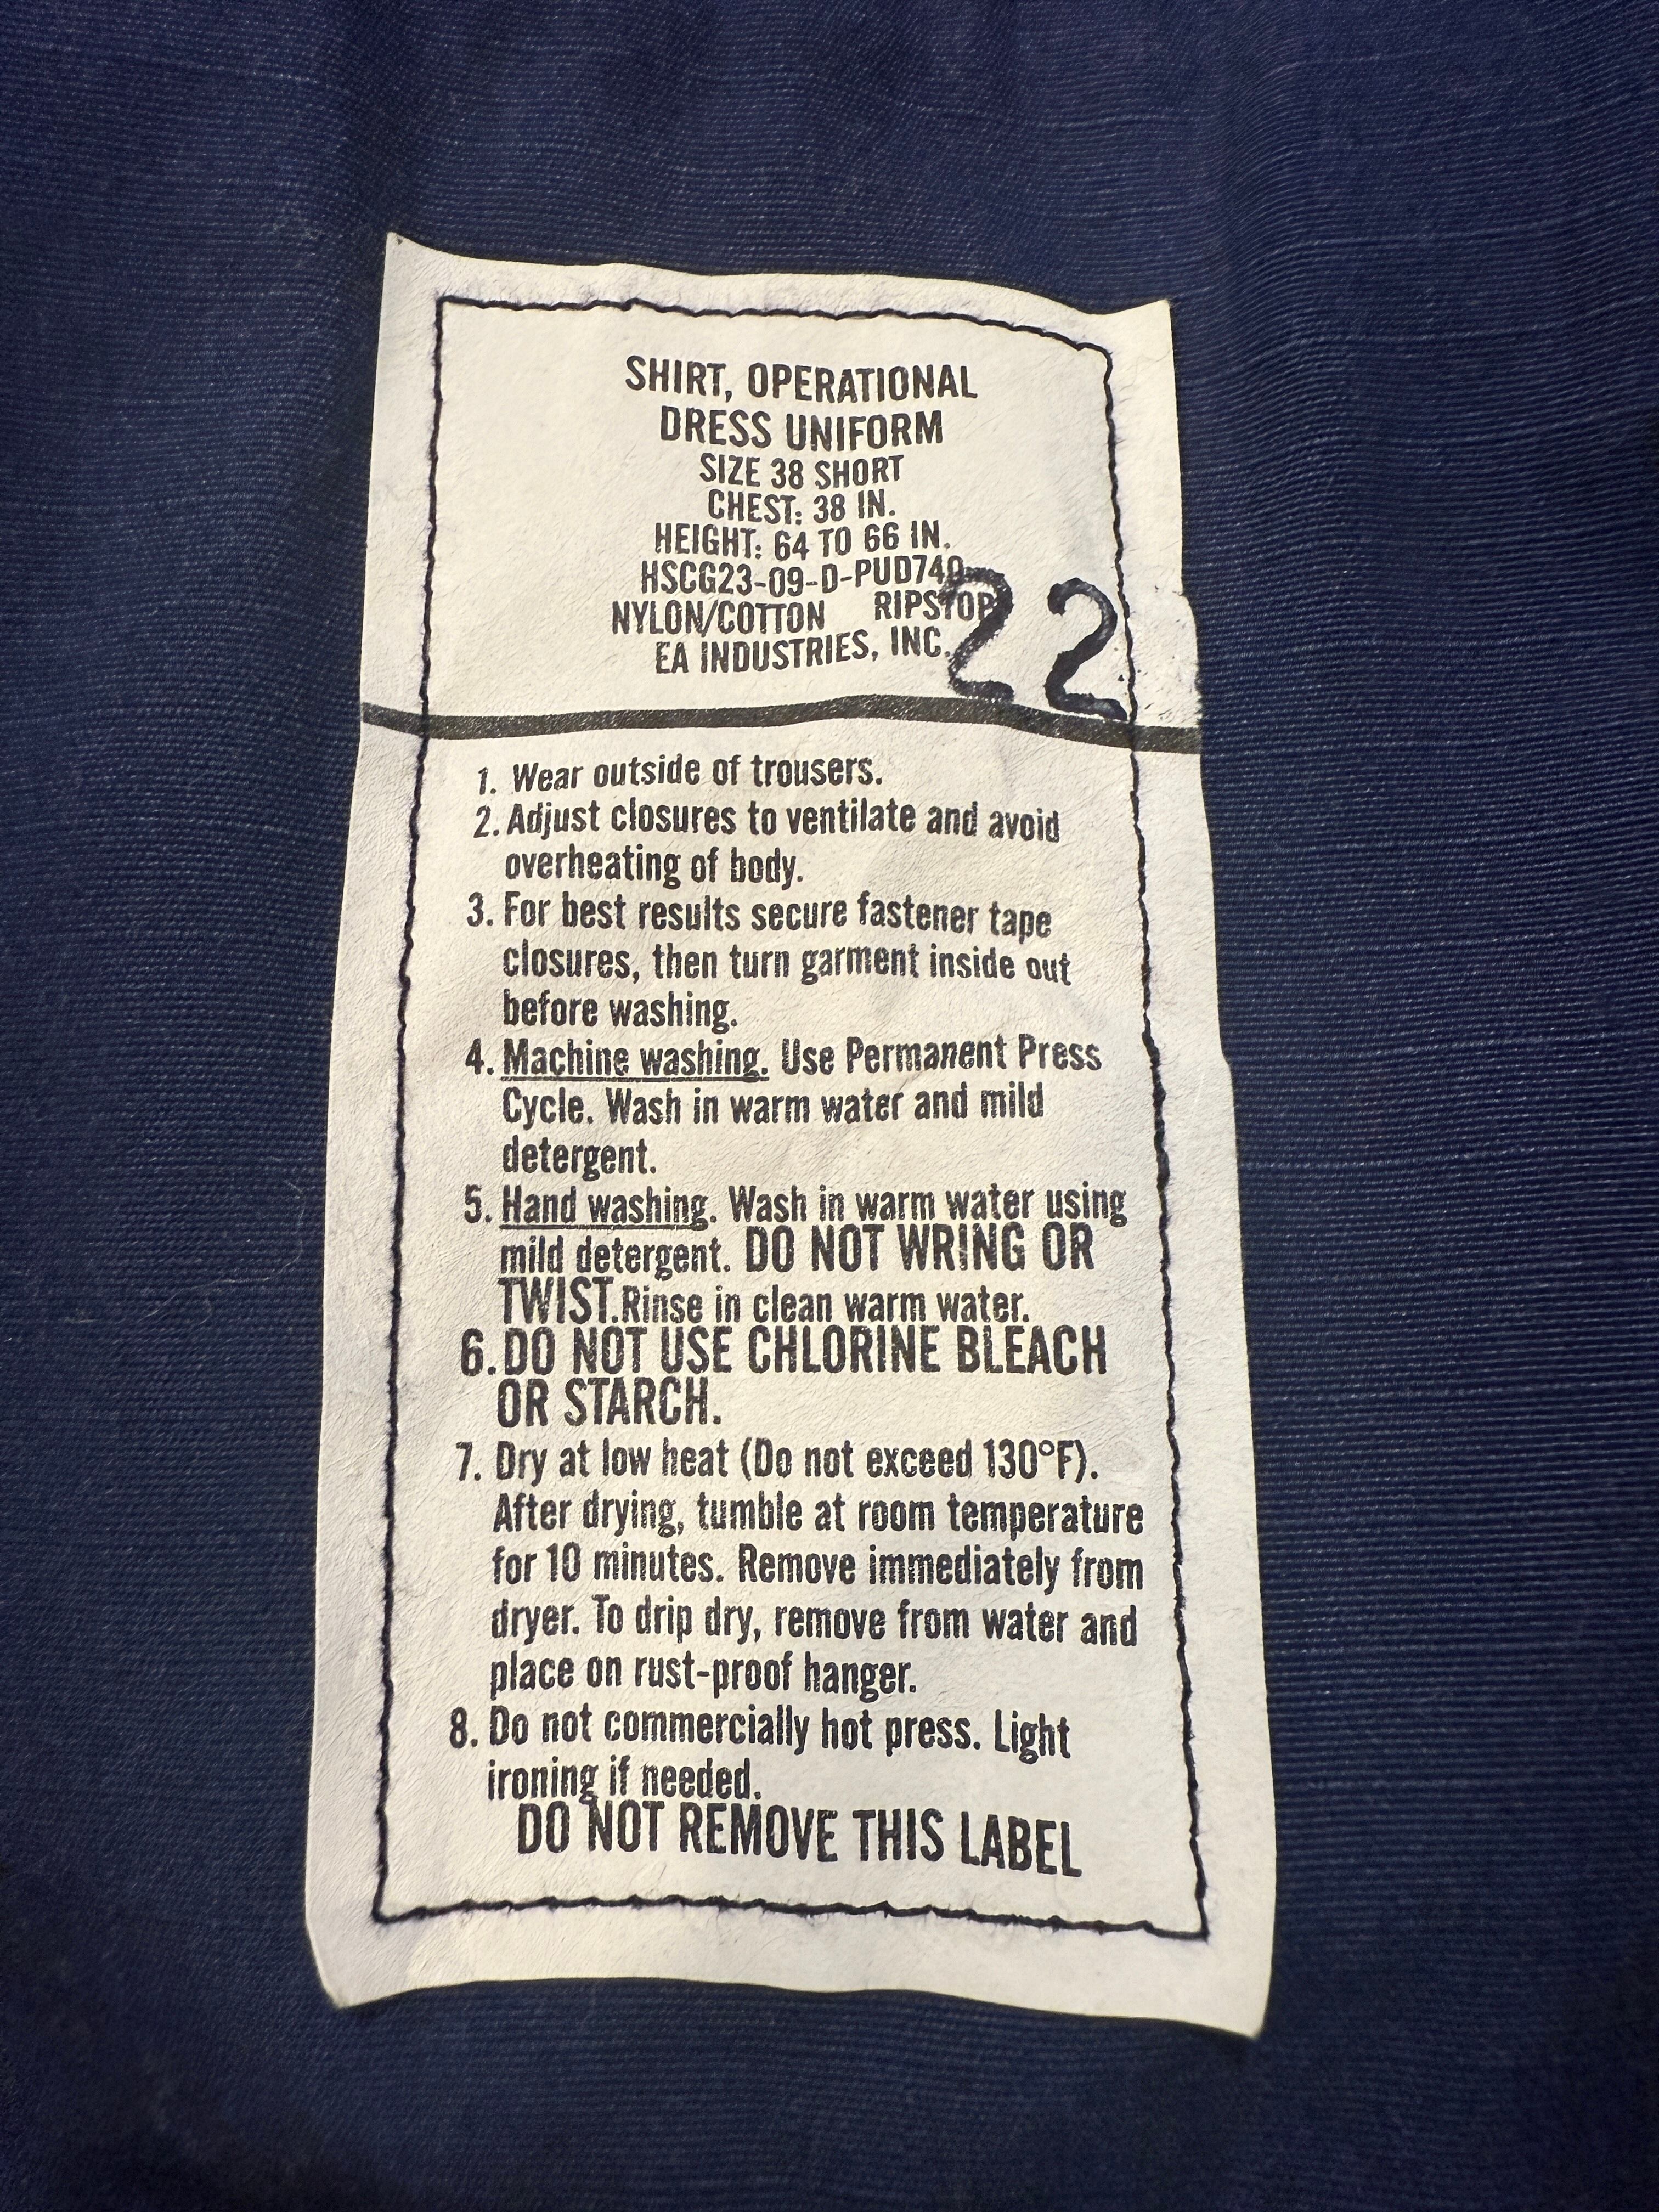 SHIRT, OPERATIONAL
DRESS UNIFORM
SIZE 38 SHORT
CHEST: 38 IN.
HEIGHT: 64 TO 66 IN.
HSCG23-09-D-PUD740
NYLON/COTTON RIPSTOP
EA INDUSTRIES, INC.
22
1. Wear outside of trousers.
2. Adjust closures to ventilate and avoid
overheating of body.
3. For best results secure fastener tape
closures, then turn garment inside out
before washing.
4. Machine washing. Use Permanent Press
Cycle. Wash in warm water and mild
detergent.
5. Hand washing. Wash in warm water using
mild detergent. DO NOT WRING OR
TWIST.Rinse in clean warm water.
6. DO NOT USE CHLORINE BLEACH
OR STARCH.
7. Dry at low heat (Do not exceed 130°F).
After drying, tumble at room temperature
for 10 minutes. Remove immediately from
dryer. To drip dry, remove from water and
place on rust-proof hanger.
8. Do not commercially hot press. Light
ironing if needed.
DO NOT REMOVE THIS LABEL